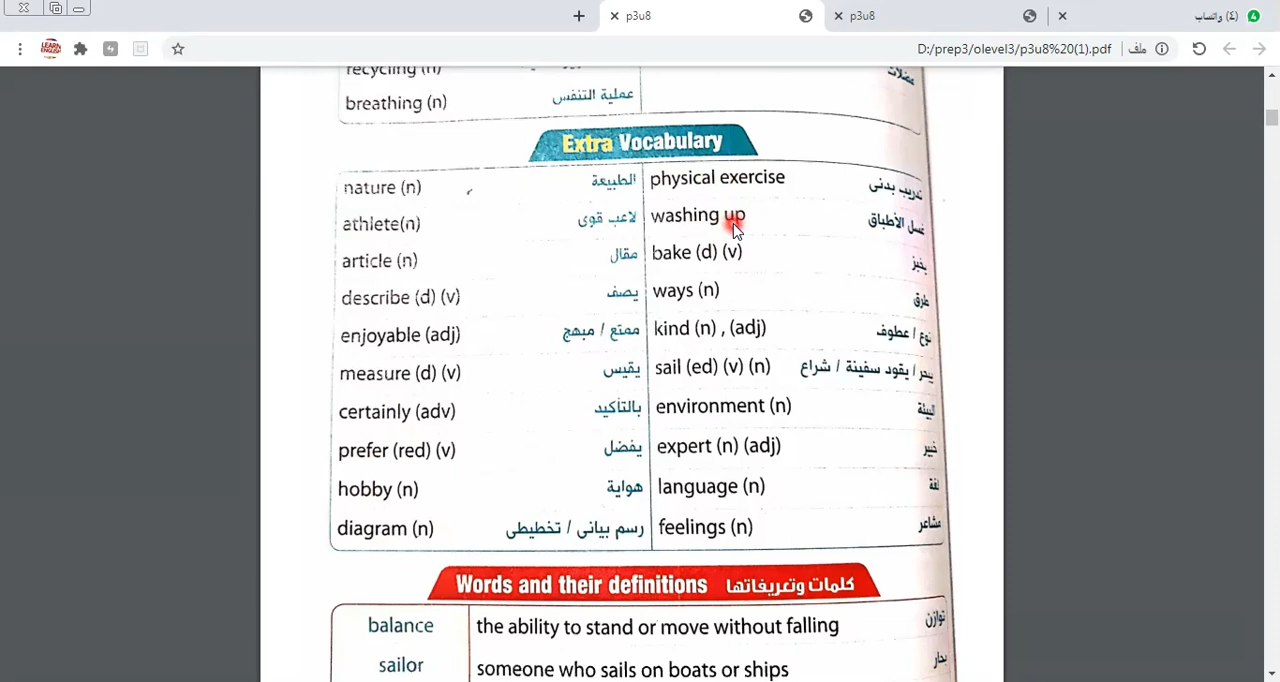 p3u8
p3u8
(٤) واتساب
D:/prep3/olevel3/p3u8%20(1).pdf ملف
recycling (n)
عضلات
breathing (n) عملية التنفس
Extra Vocabulary
nature (n) الطبيعة physical exercise تدريب بدنى
athlete(n) لاعب قوى washing up غسل الأطباق
article (n) مقال bake (d) (v) يخبز
describe (d) (v) يصف ways (n) طرق
enjoyable (adj) ممتع / مبهج kind (n) , (adj) نوع / عطوف
measure (d) (v) يقيس sail (ed) (v) (n) يبحر / يقود سفينة / شراع
certainly (adv) بالتأكيد environment (n) البيئة
prefer (red) (v) يفضل expert (n) (adj) خبير
hobby (n) هواية language (n) لغة
diagram (n) رسم بيانى / تخطيطى feelings (n) مشاعر
Words and their definitions كلمات وتعريفاتها
balance the ability to stand or move without falling توازن
sailor someone who sails on boats or ships بحار